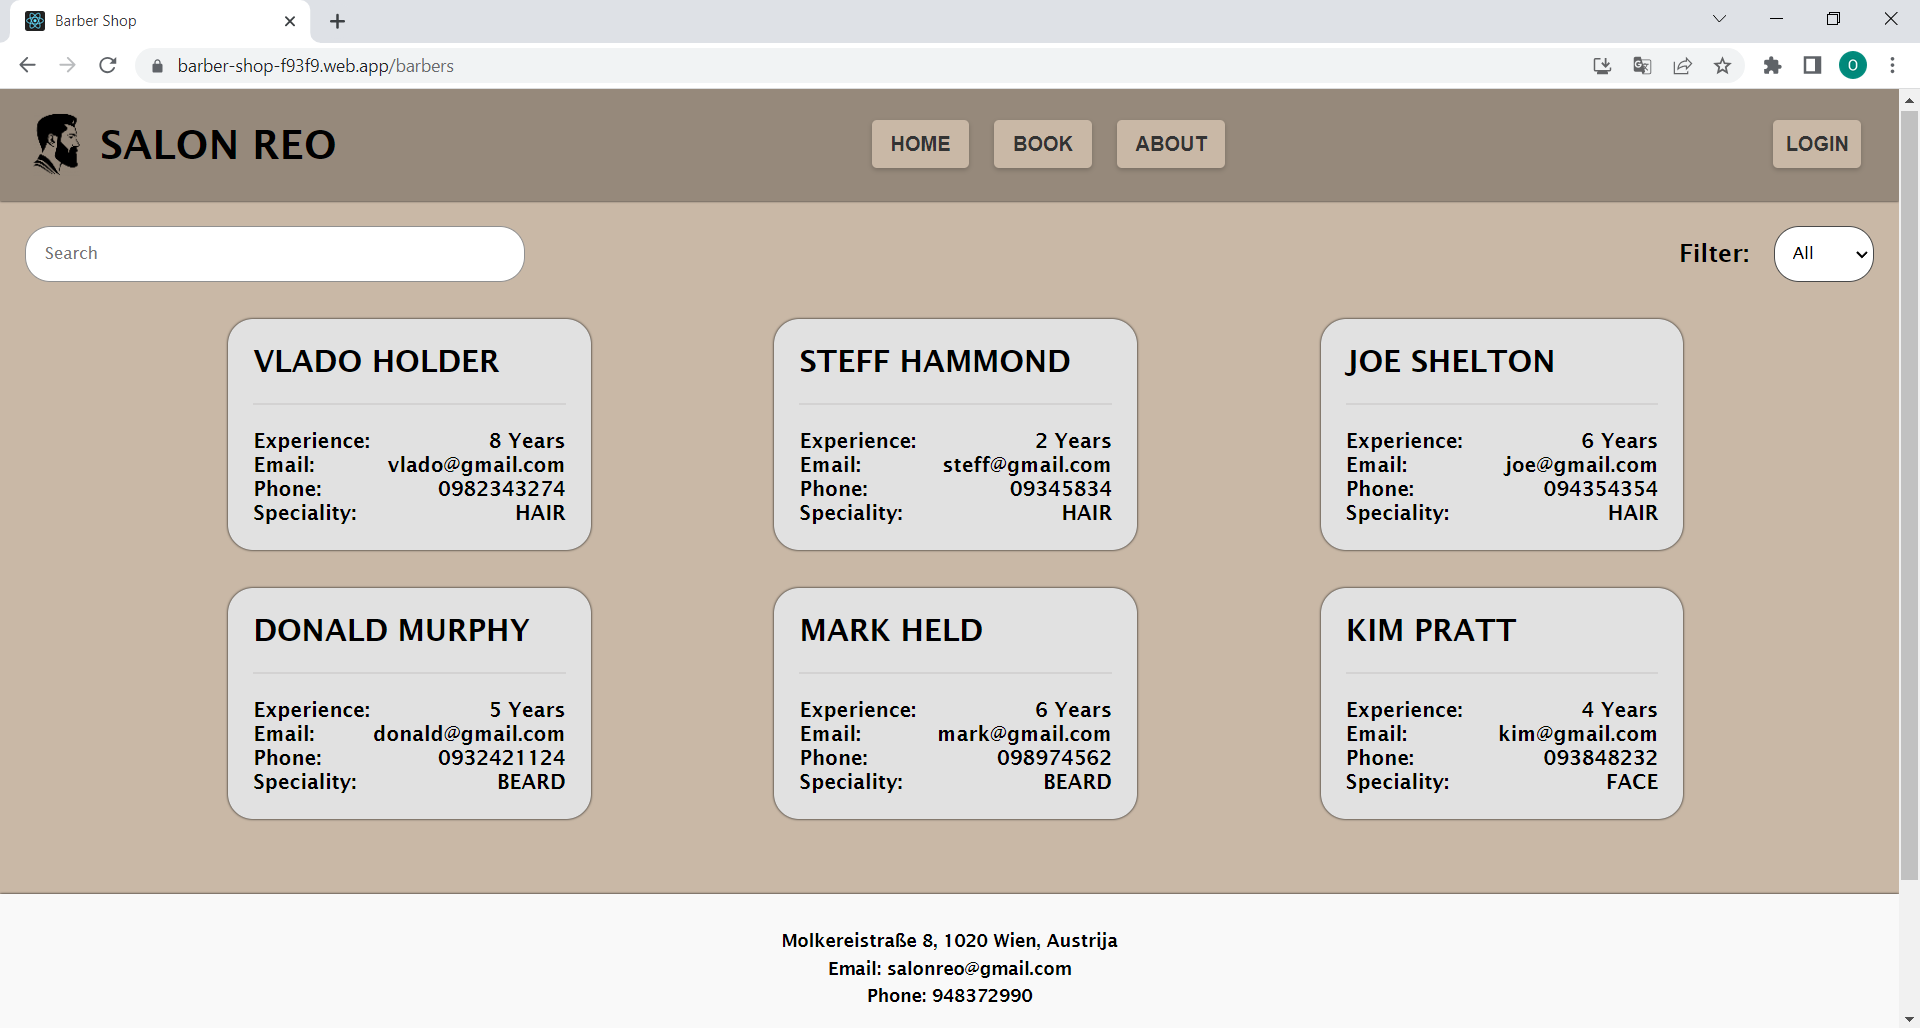 Barber Shop
barber-shop-f93f9.web.app/barbers
O
SALON REO
HOME
BOOK
ABOUT
LOGIN
Search
Filter:
All
VLADO HOLDER
Experience: 8 Years
Email: vlado@gmail.com
Phone: 0982343274
Speciality: HAIR
STEFF HAMMOND
Experience: 2 Years
Email: steff@gmail.com
Phone: 09345834
Speciality: HAIR
JOE SHELTON
Experience: 6 Years
Email: joe@gmail.com
Phone: 094354354
Speciality: HAIR
DONALD MURPHY
Experience: 5 Years
Email: donald@gmail.com
Phone: 0932421124
Speciality: BEARD
MARK HELD
Experience: 6 Years
Email: mark@gmail.com
Phone: 098974562
Speciality: BEARD
KIM PRATT
Experience: 4 Years
Email: kim@gmail.com
Phone: 093848232
Speciality: FACE
Molkereistraße 8, 1020 Wien, Austrija
Email: salonreo@gmail.com
Phone: 948372990